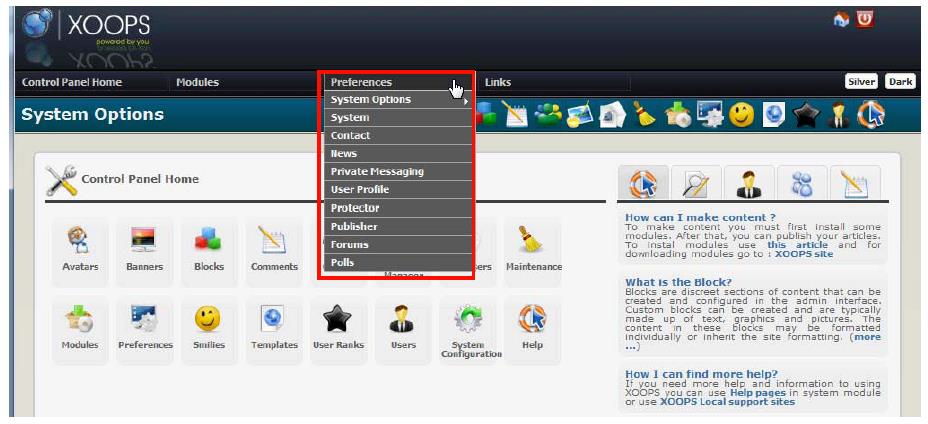 XOOPS
powered by you
Control Panel Home
Modules
Preferences
Links
Silver
Dark
System Options
System Options
System
Contact
News
Private Messaging
User Profile
Protector
Publisher
Forums
Polls
Control Panel Home
Avatars
Banners
Blocks
Comments
Maintenance
Modules
Preferences
Smilies
Templates
User Ranks
Users
System
Configuration
Help
How can I make content ?
To make content you must first install some
modules. After that, you can publish your articles.
To instal modules use this article and for
downloading modules go to : XOOPS site
What is the Block?
Blocks are discreet sections of content that can be
created and configured in the admin interface.
Custom blocks can be created and are typically
made up of text, graphics and pictures. The
content in these blocks may be formatted
individually or inherit the site formatting. (more
...)
How I can find more help?
If you need more help and information to using
XOOPS you can use Help pages in system module
or use XOOPS Local support sites